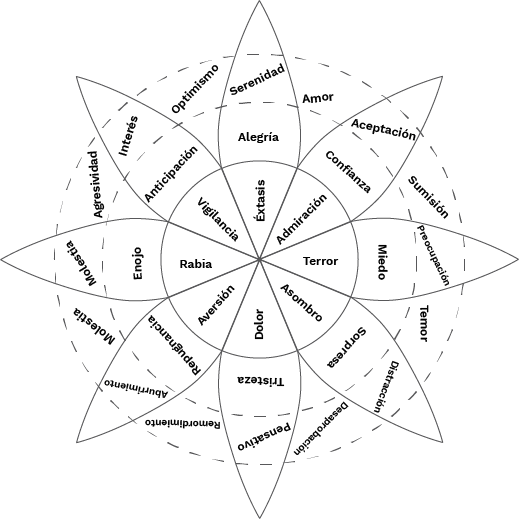 Optimismo
Serenidad
Amor
Interés
Aceptación
Alegría
Agresividad
Anticipación
Confianza
Sumisión
Vigilancia
Éxtasis
Admiración
Molestia
Enojo
Rabia
Terror
Miedo
Preocupación
Molestia
Aversión
Dolor
Asombro
Temor
Repugnancia
Sorpresa
Aburrimiento
Tristeza
Distracción
Remordimiento
Pensativo
Desaprobación